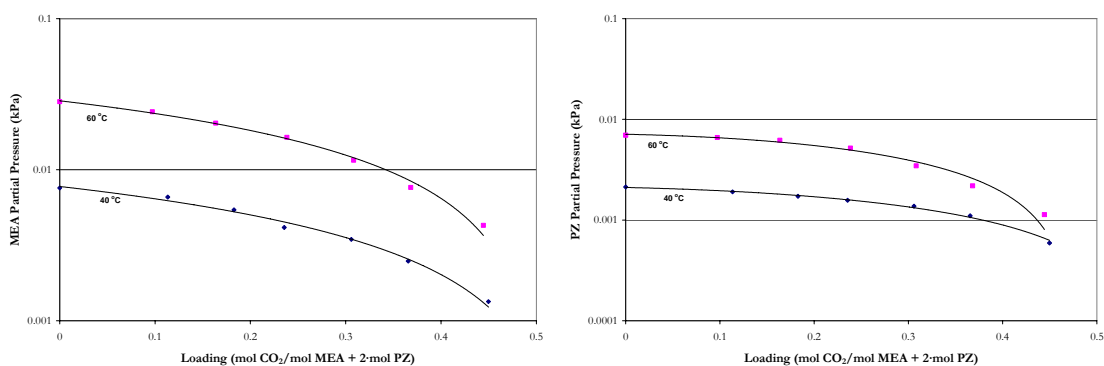 0.1
0.01
0.001
MEA Partial Pressure (kPa)
60 °C
40 °C
0 0.1 0.2 0.3 0.4 0.5
Loading (mol CO₂/mol MEA + 2·mol PZ)
0.1
0.01
0.001
0.0001
PZ Partial Pressure (kPa)
60 °C
40 °C
0 0.1 0.2 0.3 0.4 0.5
Loading (mol CO₂/mol MEA + 2·mol PZ)